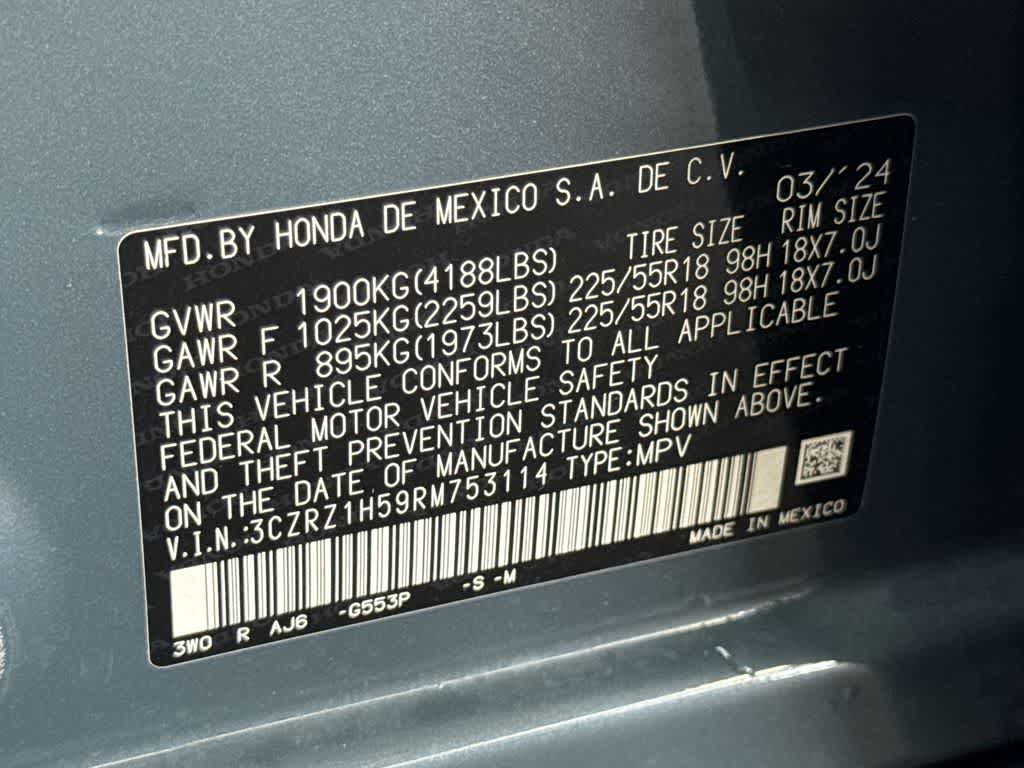 MFD.BY HONDA DE MEXICO S.A. DE C.V. 03/'24
TIRE SIZE RIM SIZE
GVWR 1900KG(4188LBS)
GAWR F 1025KG(2259LBS) 225/55R18 98H 18X7.0J
GAWR R 895KG(1973LBS) 225/55R18 98H 18X7.0J
THIS VEHICLE CONFORMS TO ALL APPLICABLE
FEDERAL MOTOR VEHICLE SAFETY
AND THEFT PREVENTION STANDARDS IN EFFECT
ON THE DATE OF MANUFACTURE SHOWN ABOVE.
V.I.N.:3CZRZ1H59RM753114 TYPE:MPV
MADE IN MEXICO
3WO R AJ6 -G553P -S -M